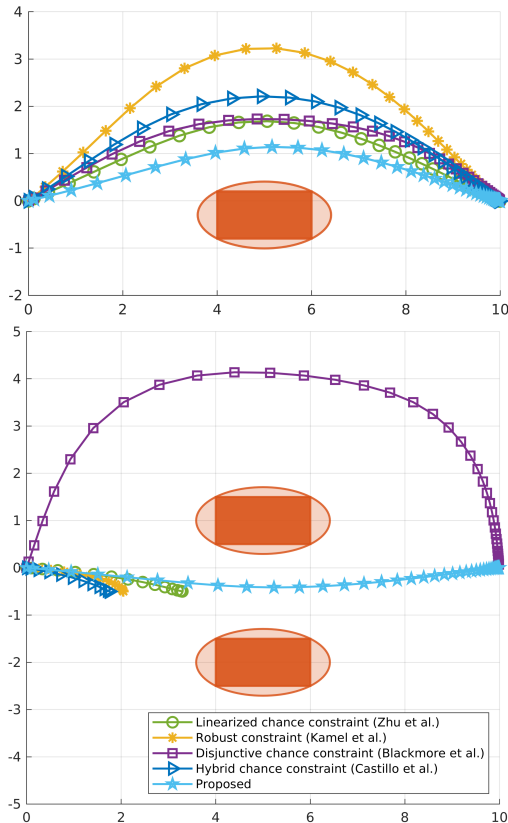 4
3
2
1
0
-1
-2
0 2 4 6 8 10
5
4
3
2
1
0
-1
-2
-3
-4
-5
Linearized chance constraint (Zhu et al.)
Robust constraint (Kamel et al.)
Disjunctive chance constraint (Blackmore et al.)
Hybrid chance constraint (Castillo et al.)
Proposed
0 2 4 6 8 10